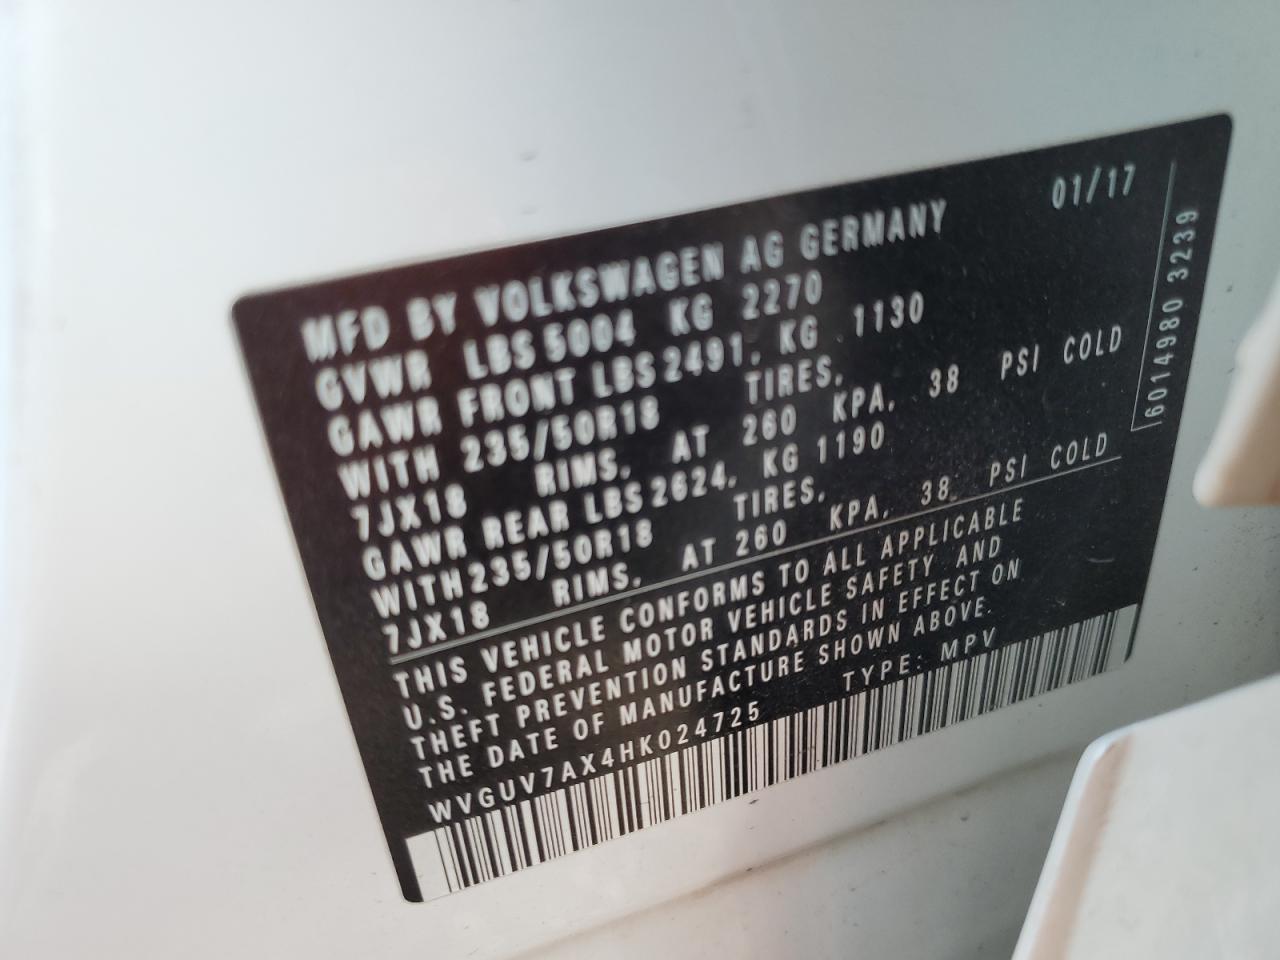 MFD BY VOLKSWAGEN AG GERMANY 01/17
GVWR LBS 5004 KG 2270
GAWR FRONT LBS 2491, KG 1130
WITH 235/50R18 TIRES,
7JX18 RIMS, AT 260 KPA, 38 PSI COLD
GAWR REAR LBS 2624, KG 1190
WITH 235/50R18 TIRES,
7JX18 RIMS, AT 260 KPA, 38 PSI COLD
THIS VEHICLE CONFORMS TO ALL APPLICABLE
U.S. FEDERAL MOTOR VEHICLE SAFETY AND
THEFT PREVENTION STANDARDS IN EFFECT ON
THE DATE OF MANUFACTURE SHOWN ABOVE.
WVGUV7AX4HK024725 TYPE: MPV
6014980 3239